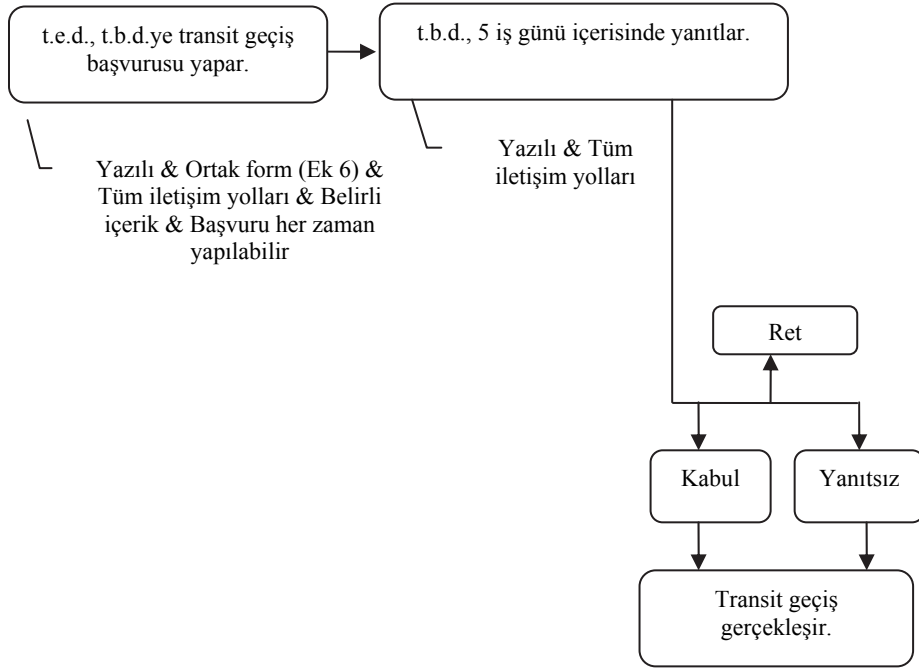 t.e.d., t.b.d.ye transit geçiş
başvurusu yapar.
t.b.d., 5 iş günü içerisinde yanıtlar.
Yazılı & Ortak form (Ek 6) &
Tüm iletişim yolları & Belirli
içerik & Başvuru her zaman
yapılabilir
Yazılı & Tüm
iletişim yolları
Ret
Kabul
Yanıtsız
Transit geçiş
gerçekleşir.